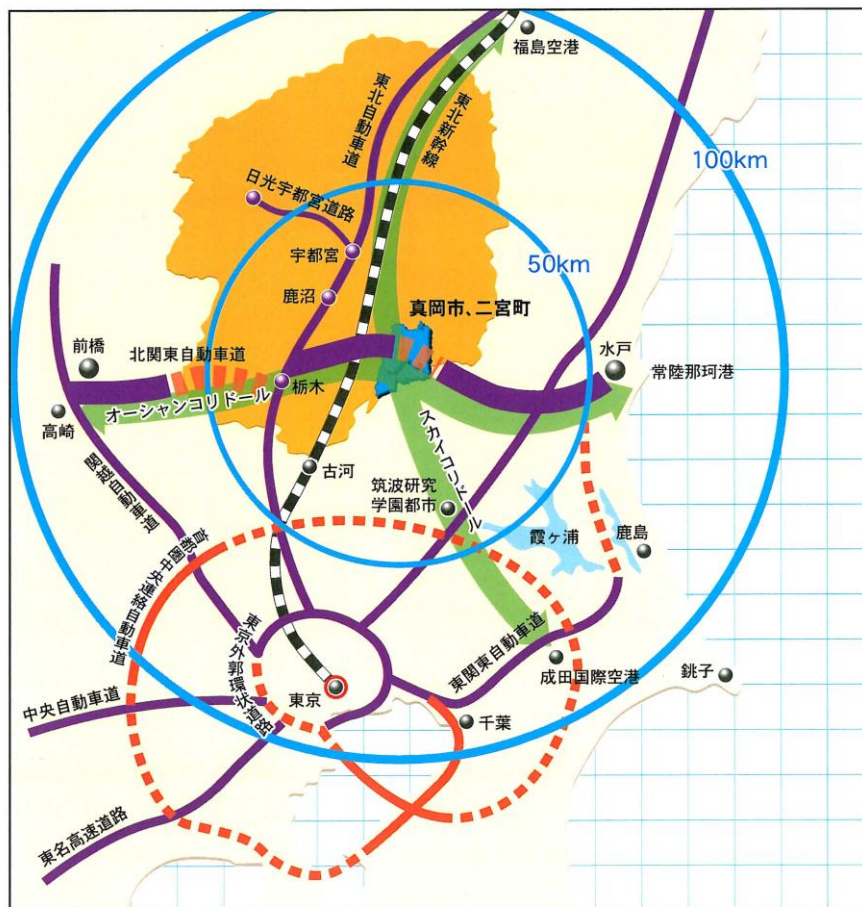 福島空港
東北自動車道
東北新幹線
100km
日光宇都宮道路
宇都宮
50km
鹿沼
真岡市、二宮町
前橋
北関東自動車道
水戸
常陸那珂港
栃木
オーシャンコリドール
高崎
スカイコリドール
関越自動車道
古河
筑波研究
学園都市
霞ヶ浦
鹿島
首都圏中央連絡自動車道
東京外郭環状道路
東関東自動車道
成田国際空港
銚子
東京
中央自動車道
千葉
東名高速道路